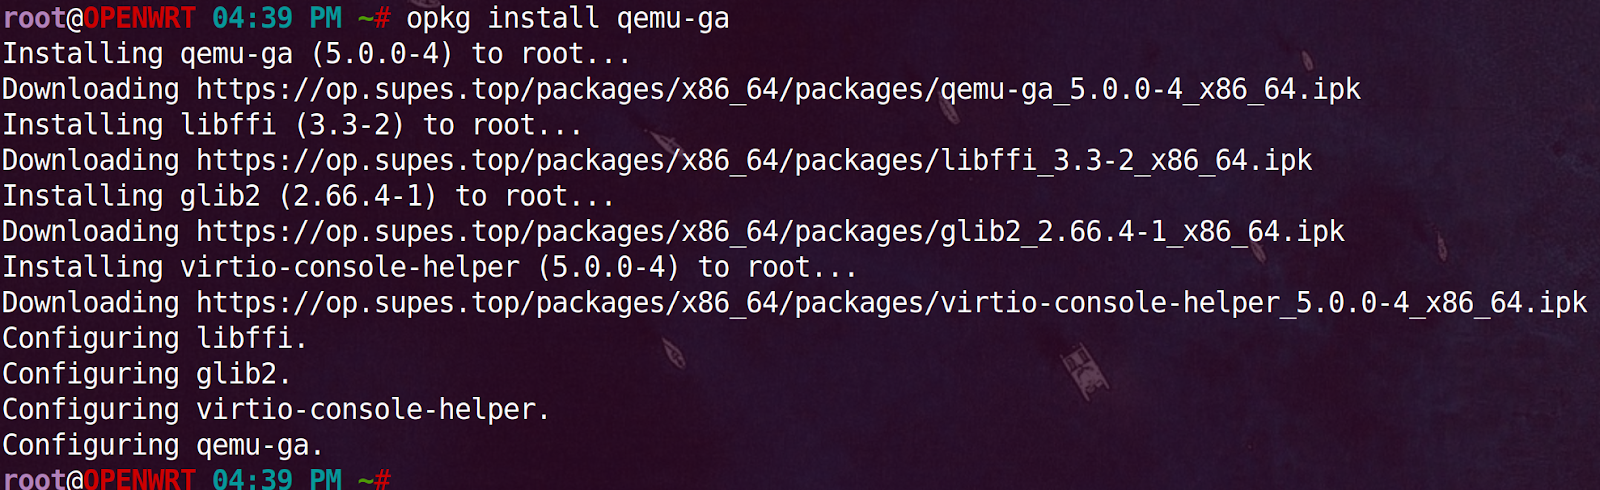 root@OPENWRT 04:39 PM ~# opkg install qemu-ga
Installing qemu-ga (5.0.0-4) to root...
Downloading https://op.supes.top/packages/x86_64/packages/qemu-ga_5.0.0-4_x86_64.ipk
Installing libffi (3.3-2) to root...
Downloading https://op.supes.top/packages/x86_64/packages/libffi_3.3-2_x86_64.ipk
Installing glib2 (2.66.4-1) to root...
Downloading https://op.supes.top/packages/x86_64/packages/glib2_2.66.4-1_x86_64.ipk
Installing virtio-console-helper (5.0.0-4) to root...
Downloading https://op.supes.top/packages/x86_64/packages/virtio-console-helper_5.0.0-4_x86_64.ipk
Configuring libffi.
Configuring glib2.
Configuring virtio-console-helper.
Configuring qemu-ga.
root@OPENWRT 04:39 PM ~#